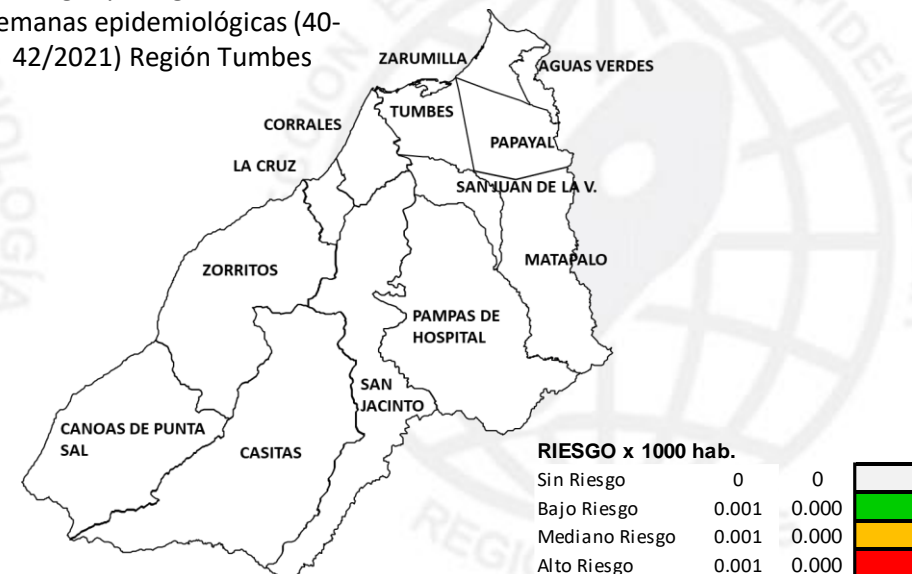 emanas epidemiológicas (40-
42/2021) Región Tumbes
ZARUMILLA
AGUAS VERDES
TUMBES
CORRALES
PAPAYAL
LA CRUZ
SAN JUAN DE LA V.
MATAPALO
ZORRITOS
PAMPAS DE
HOSPITAL
SAN
JACINTO
CANOAS DE PUNTA
SAL
CASITAS
RIESGO x 1000 hab.
Sin Riesgo 0 0
Bajo Riesgo 0.001 0.000
Mediano Riesgo 0.001 0.000
Alto Riesgo 0.001 0.000